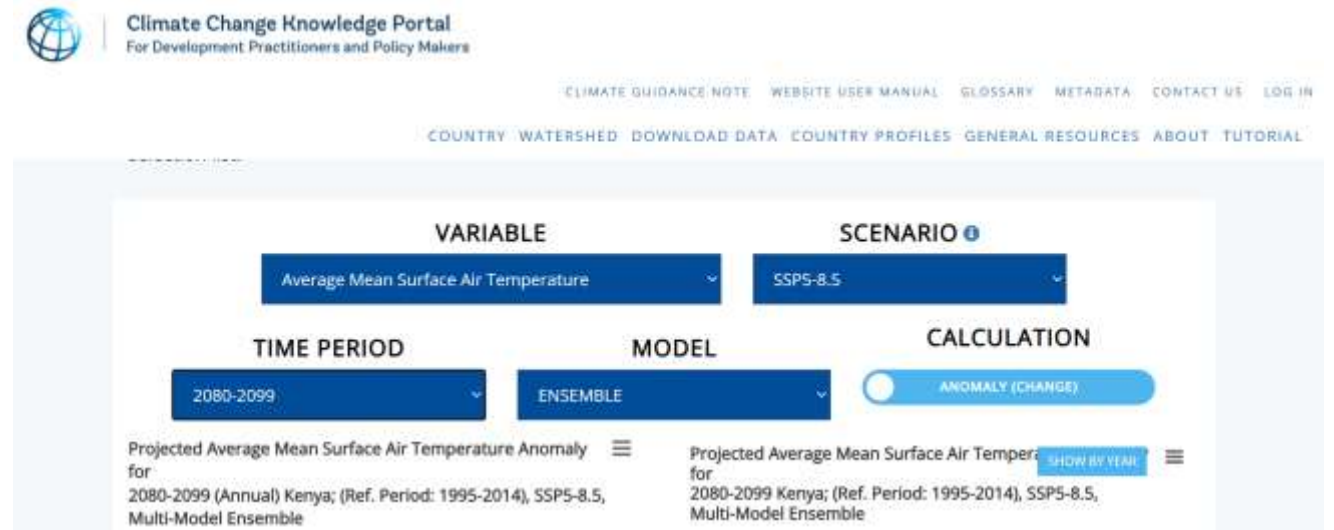 Climate Change Knowledge Portal
For Development Practitioners and Policy Makers
CLIMATE GUIDANCE NOTE WEBSITE USER MANUAL GLOSSARY METADATA CONTACT US LOG IN
COUNTRY WATERSHED DOWNLOAD DATA COUNTRY PROFILES GENERAL RESOURCES ABOUT TUTORIAL
VARIABLE SCENARIO
Average Mean Surface Air Temperature SSP5-8.5
TIME PERIOD MODEL CALCULATION
2080-2099 ENSEMBLE ANOMALY (CHANGE)
Projected Average Mean Surface Air Temperature Anomaly
for
2080-2099 (Annual) Kenya; (Ref. Period: 1995-2014), SSP5-8.5,
Multi-Model Ensemble
Projected Average Mean Surface Air Tempera SHOW BY YEAR
for
2080-2099 Kenya; (Ref. Period: 1995-2014), SSP5-8.5,
Multi-Model Ensemble